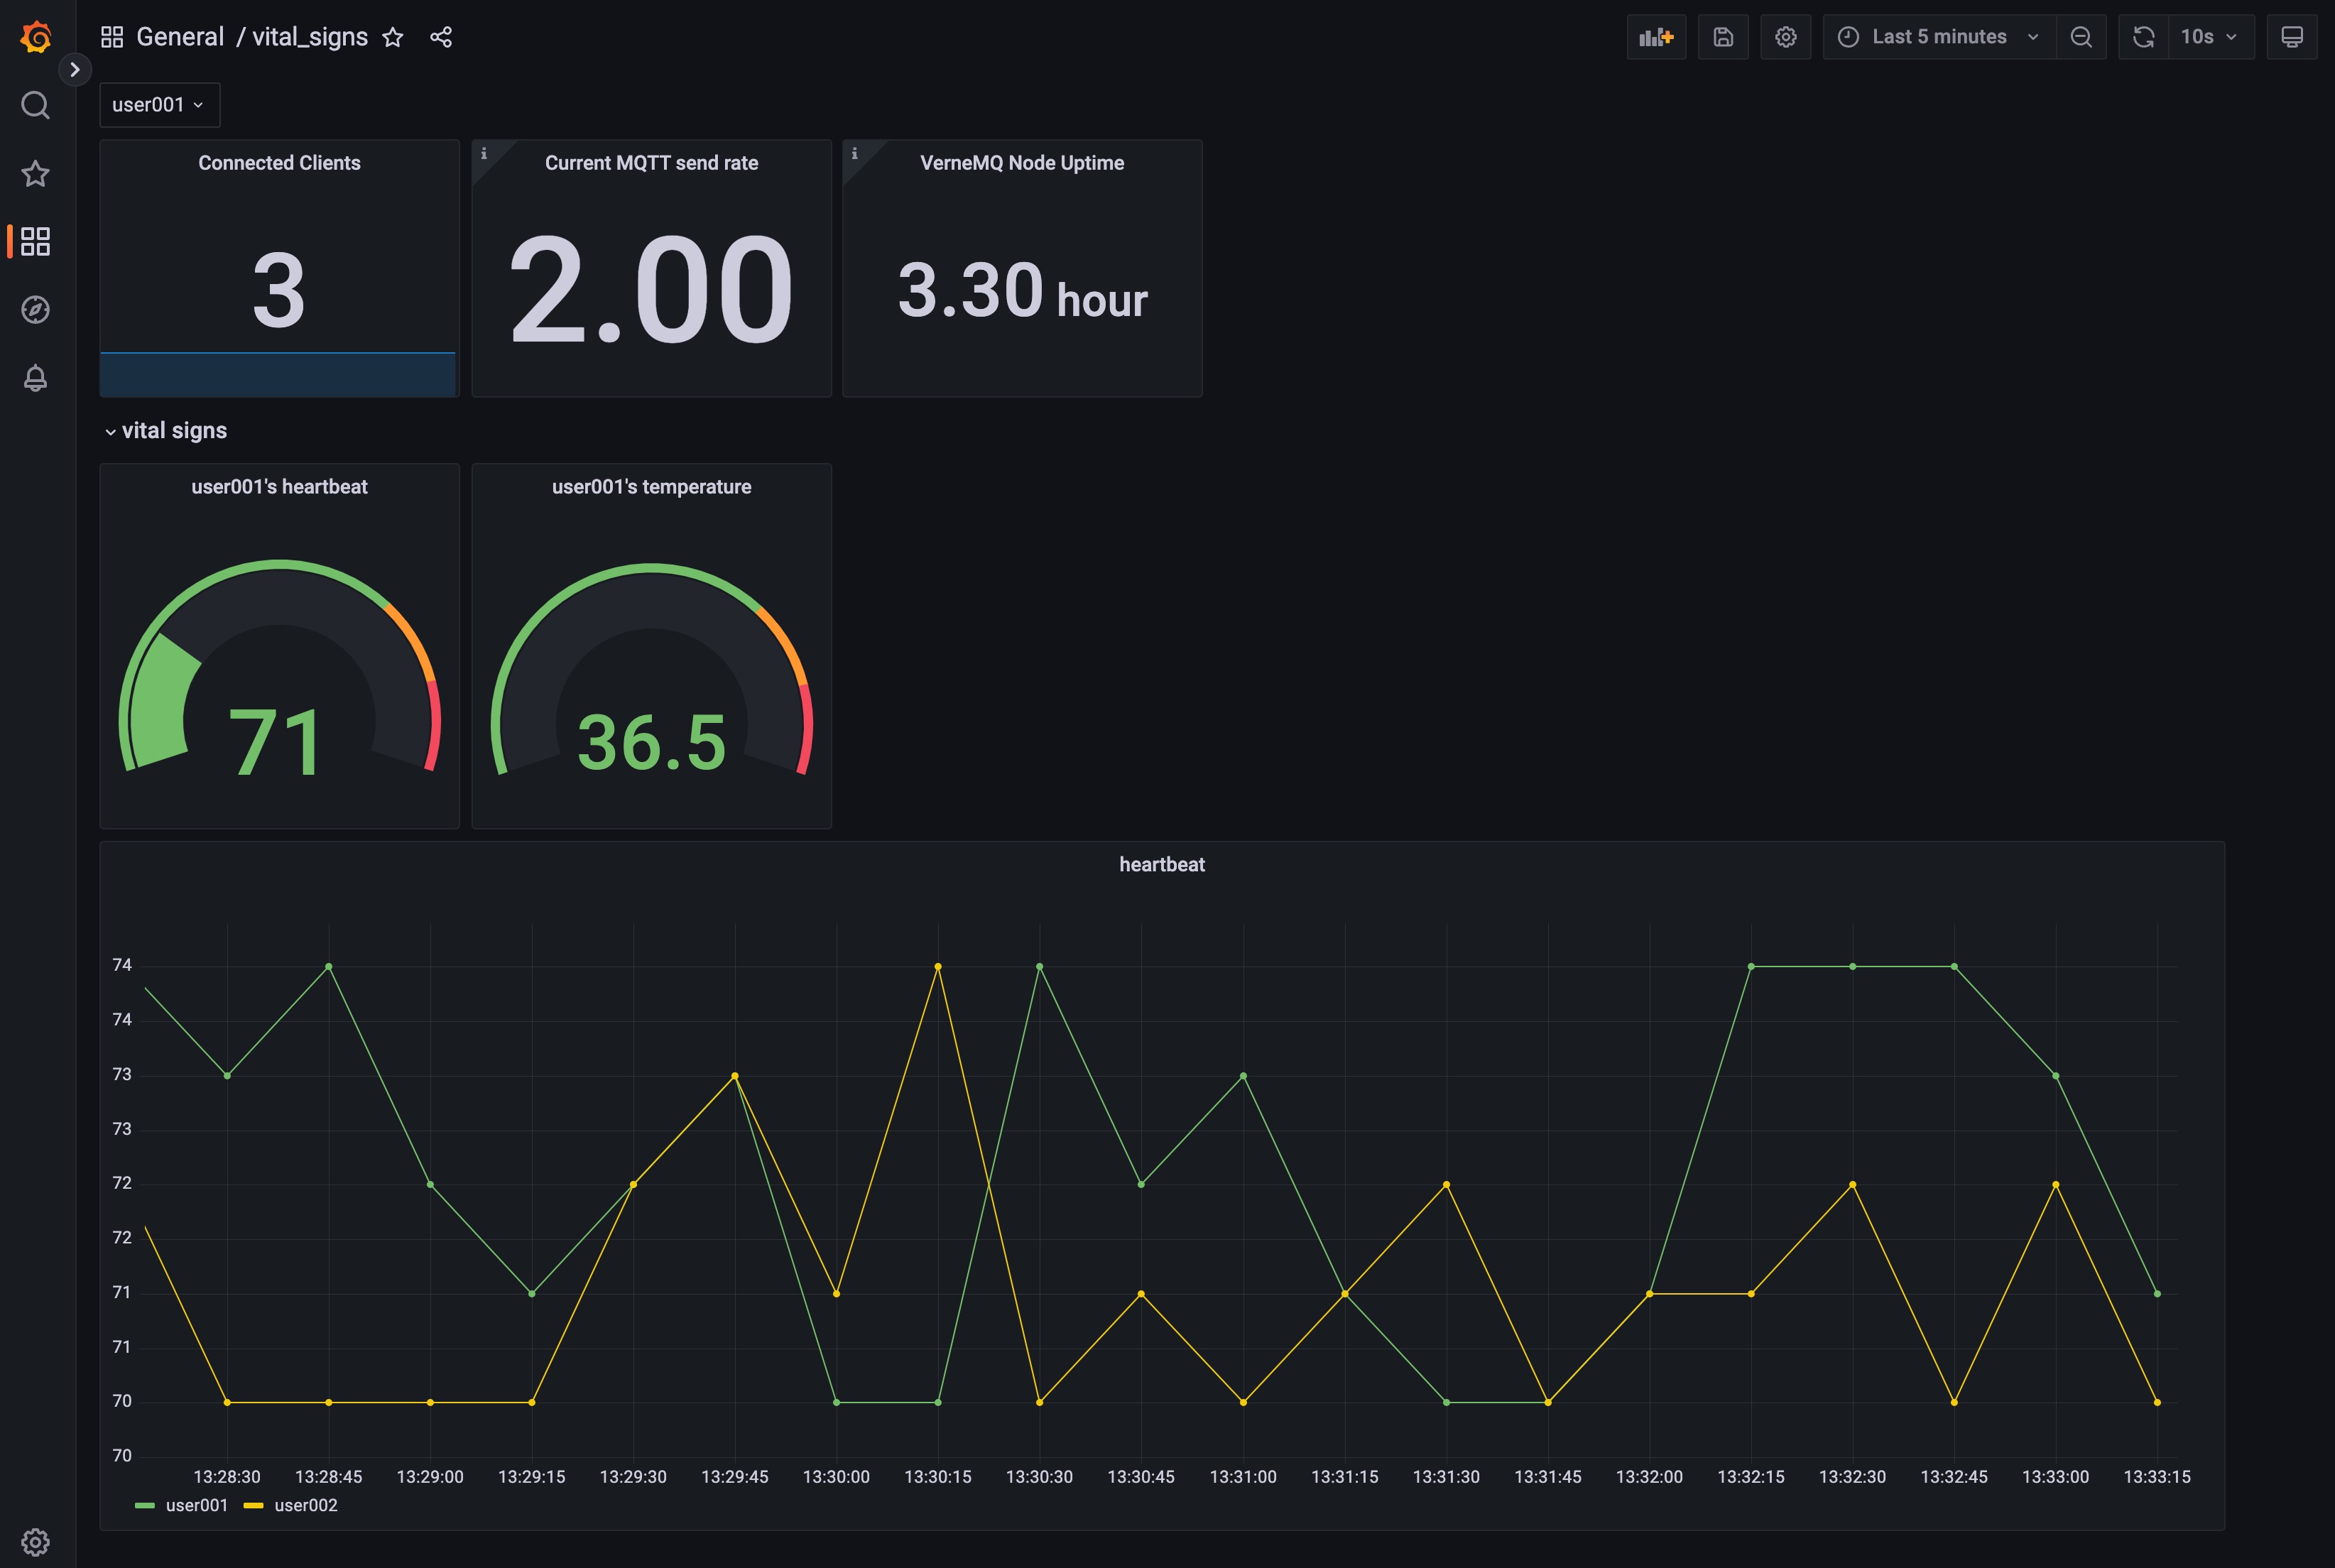 General / vital_signs
Last 5 minutes
10s
user001
Connected Clients
3
i
Current MQTT send rate
2.00
i
VerneMQ Node Uptime
3.30 hour
vital signs
user001's heartbeat
71
user001's temperature
36.5
heartbeat
74
74
73
73
72
72
71
71
70
70
13:28:30 13:28:45 13:29:00 13:29:15 13:29:30 13:29:45 13:30:00 13:30:15 13:30:30 13:30:45 13:31:00 13:31:15 13:31:30 13:31:45 13:32:00 13:32:15 13:32:30 13:32:45 13:33:00 13:33:15
user001 user002